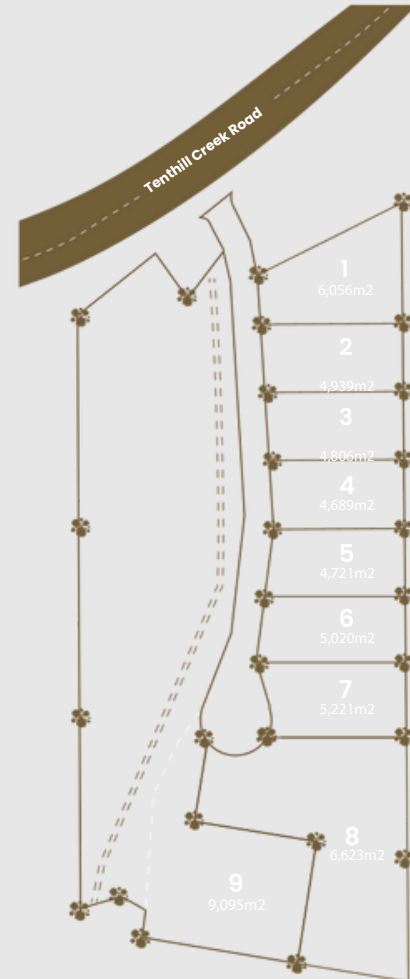 Tenthill Creek Road
1
6,056m2
2
4,939m2
3
4,806m2
4
4,689m2
5
4,721m2
6
5,020m2
7
5,221m2
8
6,623m2
9
9,095m2